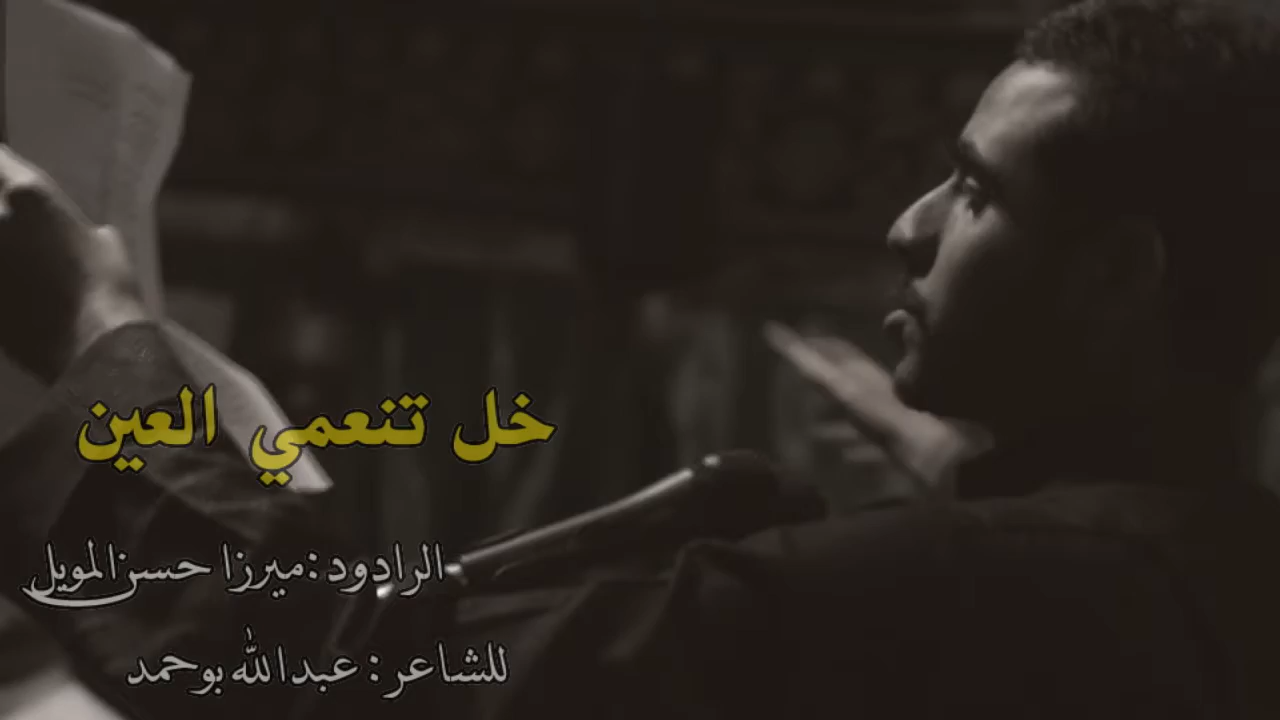 خل تنعمي العين
الرادود:ميرزا حسن المويل
للشاعر: عبدالله بوحمد